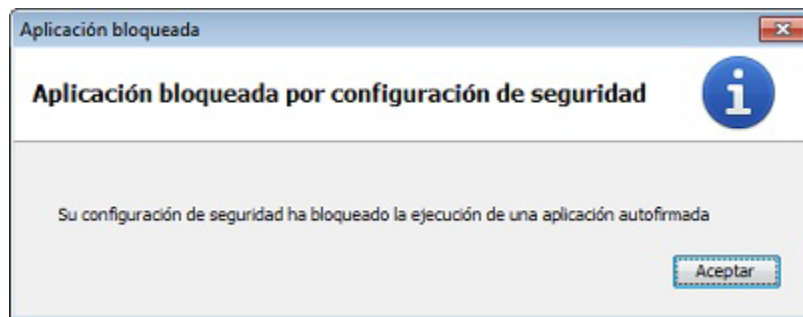 Aplicación bloqueada
Aplicación bloqueada por configuración de seguridad
Su configuración de seguridad ha bloqueado la ejecución de una aplicación autofirmada
Aceptar